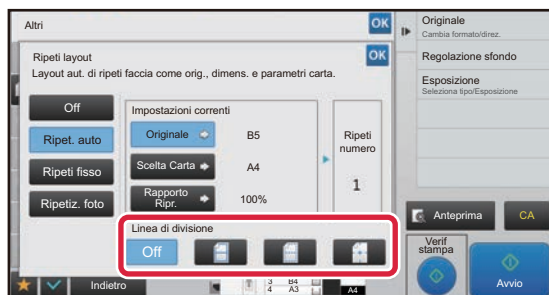 Altri
OK
Ripeti layout
OK
Layout aut. di ripeti faccia come orig., dimens. e parametri carta.
Off
Ripet. auto
Ripeti fisso
Ripetiz. foto
Impostazioni correnti
Originale
B5
Scelta Carta
A4
Rapporto
Ripr.
100%
Ripeti
numero
1
Linea di divisione
Off
Indietro
3 B4
4 A3
A4
Originale
Cambia formato/direz.
Regolazione sfondo
Esposizione
Seleziona tipo/Esposizione
Anteprima
CA
Verif
stampa
Avvio